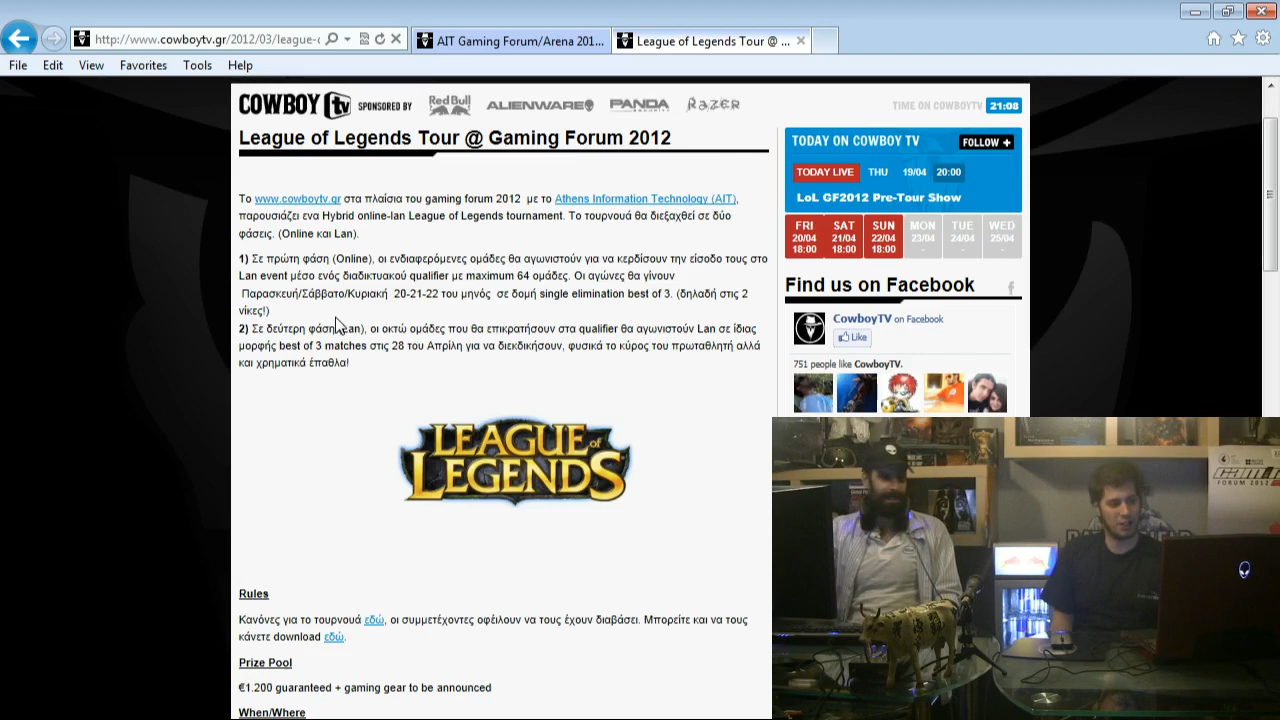 http://www.cowboytv.gr/2012/03/league-c
AIT Gaming Forum/Arena 201...
League of Legends Tour @ ...
File Edit View Favorites Tools Help
COWBOY tv SPONSORED BY Red Bull ALIENWARE PANDA SECURITY RAZER
TIME ON COWBOYTV 21:08
League of Legends Tour @ Gaming Forum 2012
Το www.cowboytv.gr στα πλαίσια του gaming forum 2012 με το Athens Information Technology (AIT),
παρουσιάζει ενα Hybrid online-lan League of Legends tournament. Το τουρνουά θα διεξαχθεί σε δύο
φάσεις. (Online και Lan).
1) Σε πρώτη φάση (Online), οι ενδιαφερόμενες ομάδες θα αγωνιστούν για να κερδίσουν την είσοδο τους στο
Lan event μέσο ενός διαδικτυακού qualifier με maximum 64 ομάδες. Οι αγώνες θα γίνουν
Παρασκευή/Σάββατο/Κυριακή 20-21-22 του μηνός σε δομή single elimination best of 3. (δηλαδή στις 2
νίκες!)
2) Σε δεύτερη φάση Lan), οι οκτώ ομάδες που θα επικρατήσουν στα qualifier θα αγωνιστούν Lan σε ίδιας
μορφής best of 3 matches στις 28 του Απρίλη για να διεκδικήσουν, φυσικά το κύρος του πρωταθλητή αλλά
και χρηματικά έπαθλα!
LEAGUE of
LEGENDS
Rules
Κανόνες για το τουρνουά εδώ, οι συμμετέχοντες οφείλουν να τους έχουν διαβάσει. Μπορείτε και να τους
κάνετε download εδώ.
Prize Pool
€1.200 guaranteed + gaming gear to be announced
When/Where
TODAY ON COWBOY TV FOLLOW +
TODAY LIVE THU 19/04 20:00
LoL GF2012 Pre-Tour Show
FRI SAT SUN MON TUE WED
20/04 21/04 22/04 23/04 24/04 25/04
18:00 18:00 18:00 - - -
Find us on Facebook f
CowboyTV on Facebook
Like
751 people like CowboyTV.
FORUM 2012